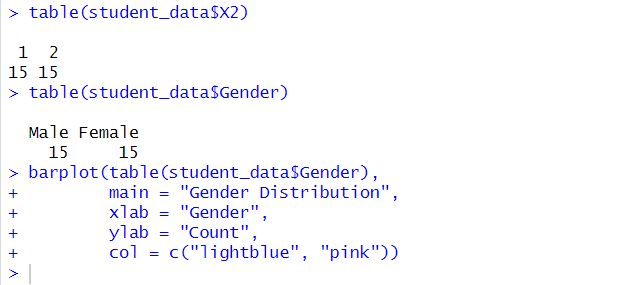 > table(student_data$X2)
1 2
15 15
> table(student_data$Gender)
Male Female
15 15
> barplot(table(student_data$Gender),
+ main = "Gender Distribution",
+ xlab = "Gender",
+ ylab = "Count",
+ col = c("lightblue", "pink"))
>